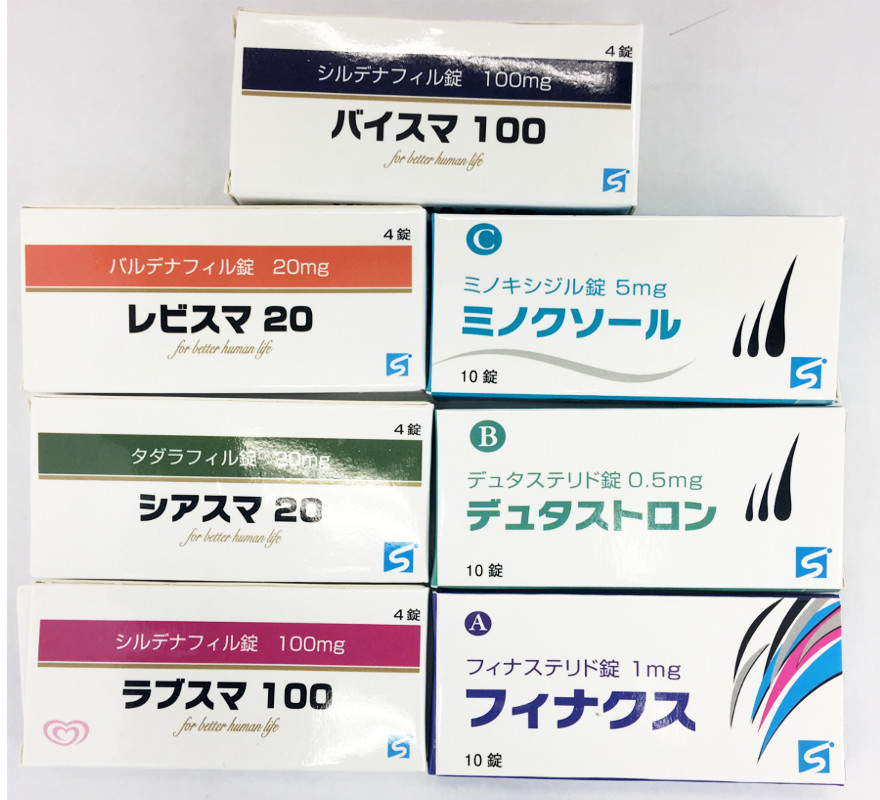 4錠
シルデナフィル錠 100mg
バイスマ 100
for better human life
4錠
バルデナフィル錠 20mg
レビスマ 20
for better human life
C
ミノキシジル錠 5mg
ミノクソール
10錠
4錠
タダラフィル錠 20mg
シアスマ 20
for better human life
B
デュタステリド錠 0.5mg
デュタストロン
10錠
4錠
シルデナフィル錠 100mg
ラブスマ 100
for better human life
A
フィナステリド錠 1mg
フィナクス
10錠